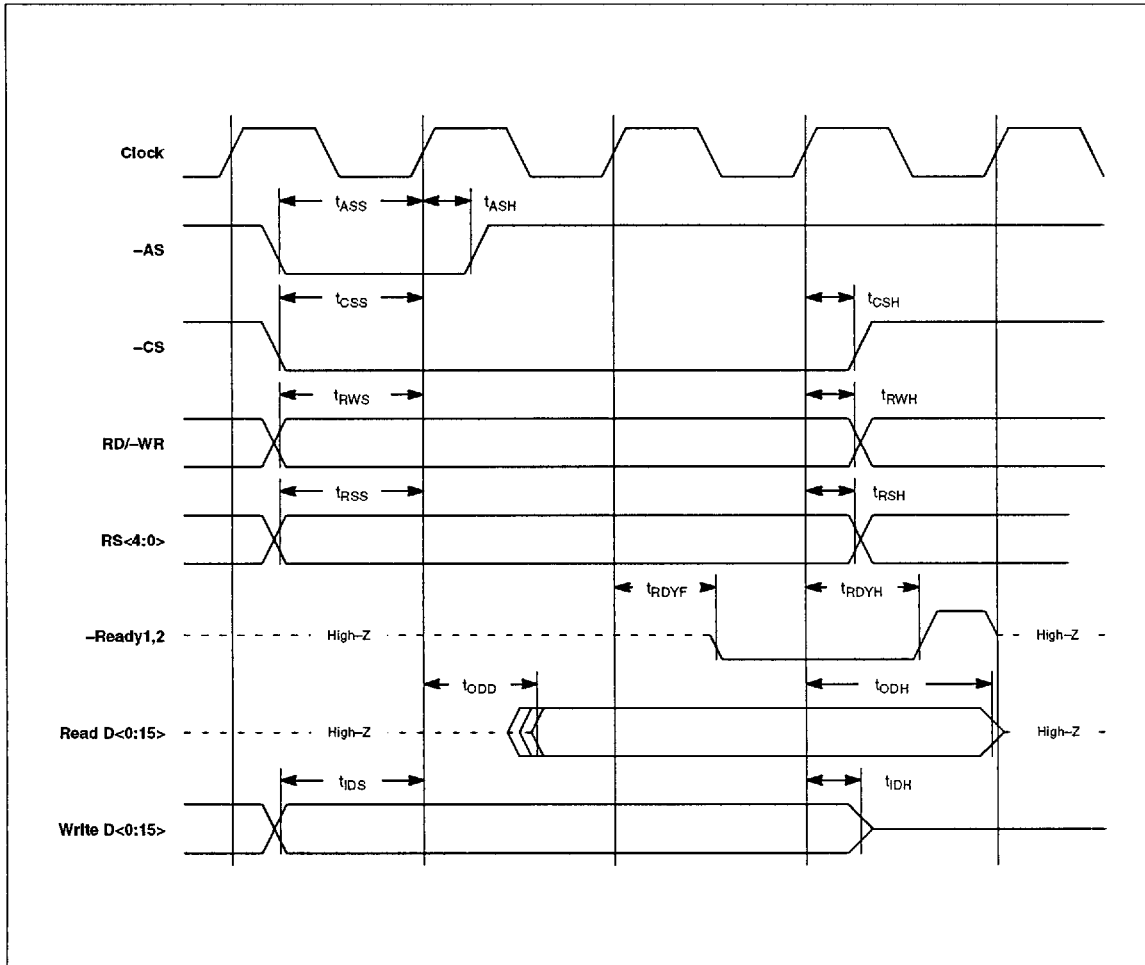 Clock
tASS tASH
–AS
tCSS tCSH
–CS
tRWS tRWH
RD/–WR
tRSS tRSH
RS<4:0>
tRDYF tRDYH
–Ready1,2 High–Z High–Z
tODD tODH
Read D<0:15> High–Z High–Z
tIDS tIDH
Write D<0:15>